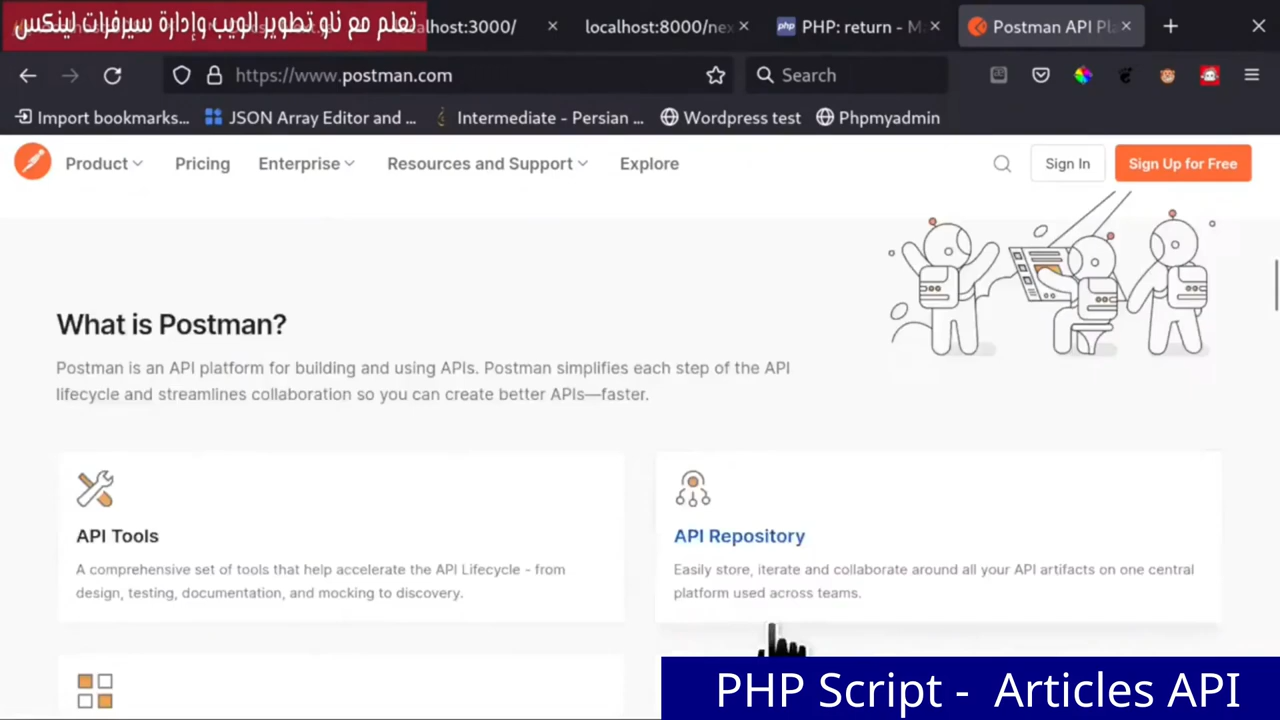 تعلم مع ناو تطوير الويب وإدارة سيرفرات لينكس
localhost:3000/
localhost:8000/nex
php PHP: return - M
Postman API Pla
https://www.postman.com
Search
Import bookmarks...
JSON Array Editor and ...
Intermediate - Persian ...
Wordpress test
Phpmyadmin
Product
Pricing
Enterprise
Resources and Support
Explore
Sign In
Sign Up for Free
What is Postman?
Postman is an API platform for building and using APIs. Postman simplifies each step of the API
lifecycle and streamlines collaboration so you can create better APIs—faster.
API Tools
A comprehensive set of tools that help accelerate the API Lifecycle - from
design, testing, documentation, and mocking to discovery.
API Repository
Easily store, iterate and collaborate around all your API artifacts on one central
platform used across teams.
PHP Script - Articles API